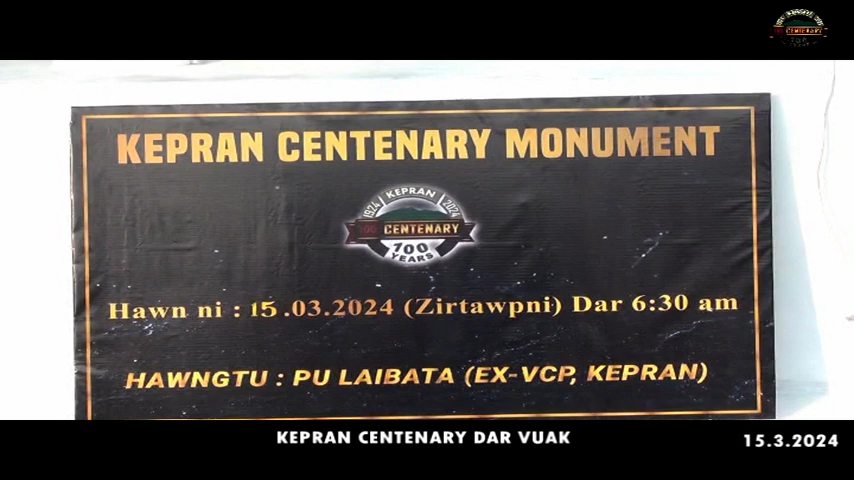 KEPRAN CENTENARY MONUMENT
1924 KEPRAN 2024
100 CENTENARY
100
YEARS
Hawn ni : 15.03.2024 (Zirtawpni) Dar 6:30 am
HAWNGTU : PU LAIBATA (EX-VCP, KEPRAN)
KEPRAN CENTENARY DAR VUAK
15.3.2024